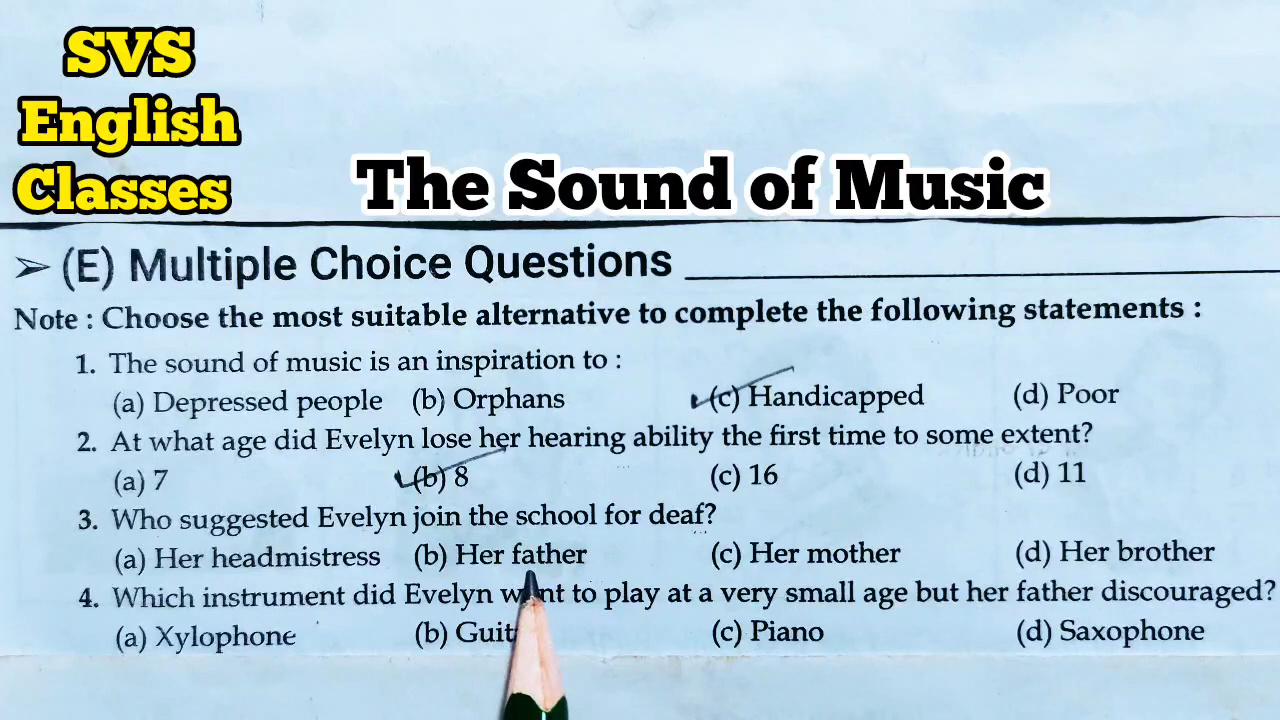 SVS
English
Classes
The Sound of Music
➢ (E) Multiple Choice Questions
Note : Choose the most suitable alternative to complete the following statements :
1. The sound of music is an inspiration to :
(a) Depressed people (b) Orphans (c) Handicapped (d) Poor
2. At what age did Evelyn lose her hearing ability the first time to some extent?
(a) 7 (b) 8 (c) 16 (d) 11
3. Who suggested Evelyn join the school for deaf?
(a) Her headmistress (b) Her father (c) Her mother (d) Her brother
4. Which instrument did Evelyn want to play at a very small age but her father discouraged?
(a) Xylophone (b) Guit (c) Piano (d) Saxophone